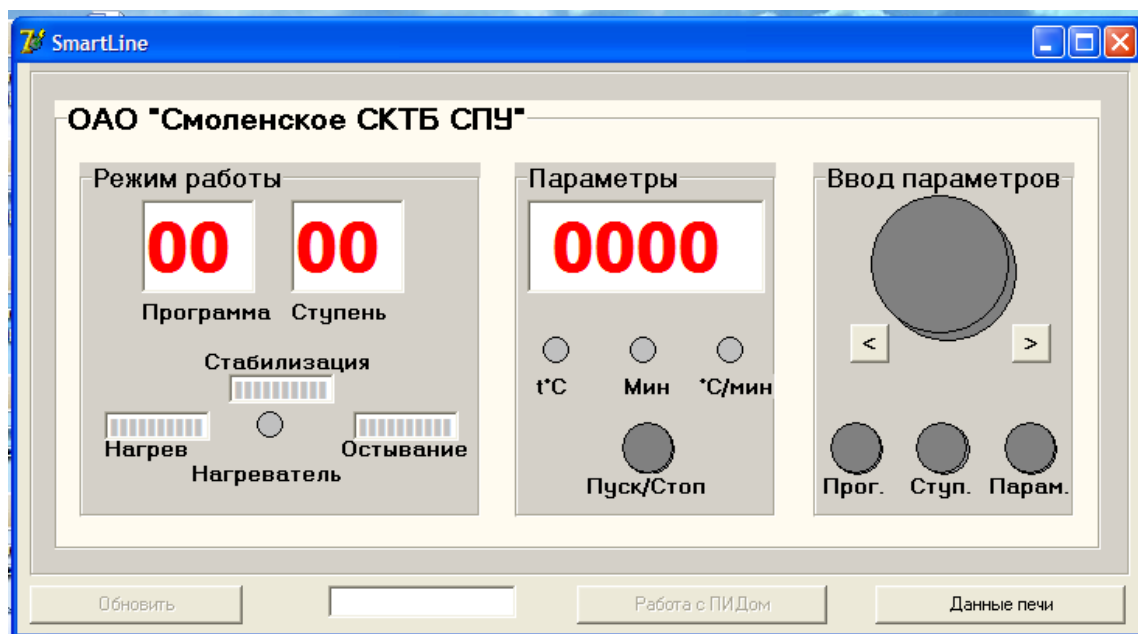 SmartLine
ОАО "Смоленское СКТБ СПУ"
Режим работы
00 00
Программа Ступень
Стабилизация
Нагрев
Остывание
Нагреватель
Параметры
0000
t°C Мин °C/мин
Пуск/Стоп
Ввод параметров
< >
Прог. Ступ. Парам.
Обновить
Работа с ПИДом
Данные печи